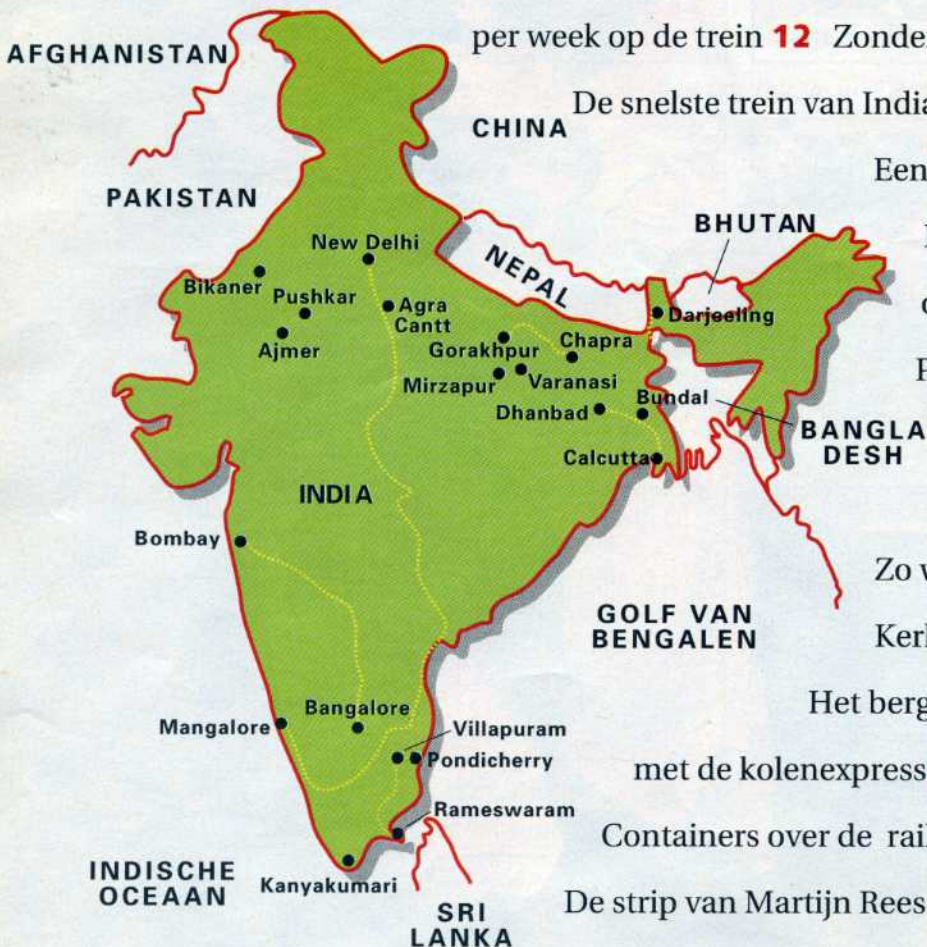 per week op de trein 12 Zonde
De snelste trein van India
Een
AFGHANISTAN
CHINA
PAKISTAN
BHUTAN
NEPAL
New Delhi
Bikaner
Pushkar
Agra
Cantt
Darjeeling
Ajmer
Gorakhpur
Chapra
Mirzapur
Varanasi
Dhanbad
Bundal
BANGLA
DESH
Calcutta
INDIA
Bombay
Zo
GOLF VAN
BENGALEN
Kerk
Mangalore
Bangalore
Het berg
Villapuram
Pondicherry
met de kolenexpress
Rameswaram
Containers over de rail
INDISCHE
OCEAAN
Kanyakumari
De strip van Martijn Rees
SRI
LANKA